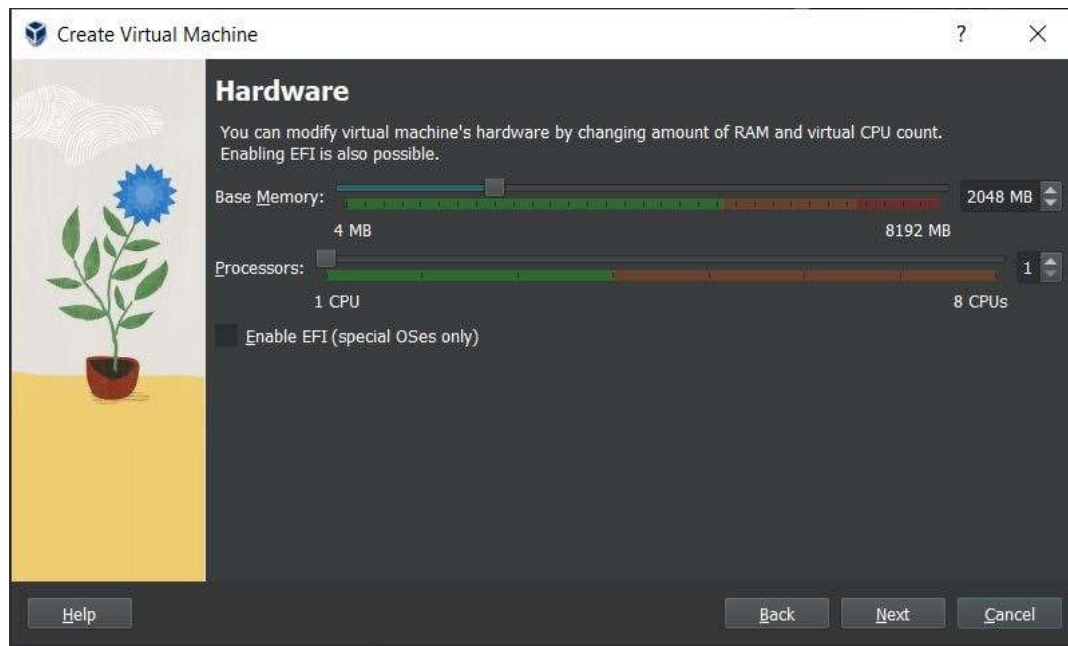 Create Virtual Machine
?
Hardware
You can modify virtual machine's hardware by changing amount of RAM and virtual CPU count.
Enabling EFI is also possible.
Base Memory: 2048 MB
4 MB 8192 MB
Processors: 1
1 CPU 8 CPUs
Enable EFI (special OSes only)
Help Back Next Cancel